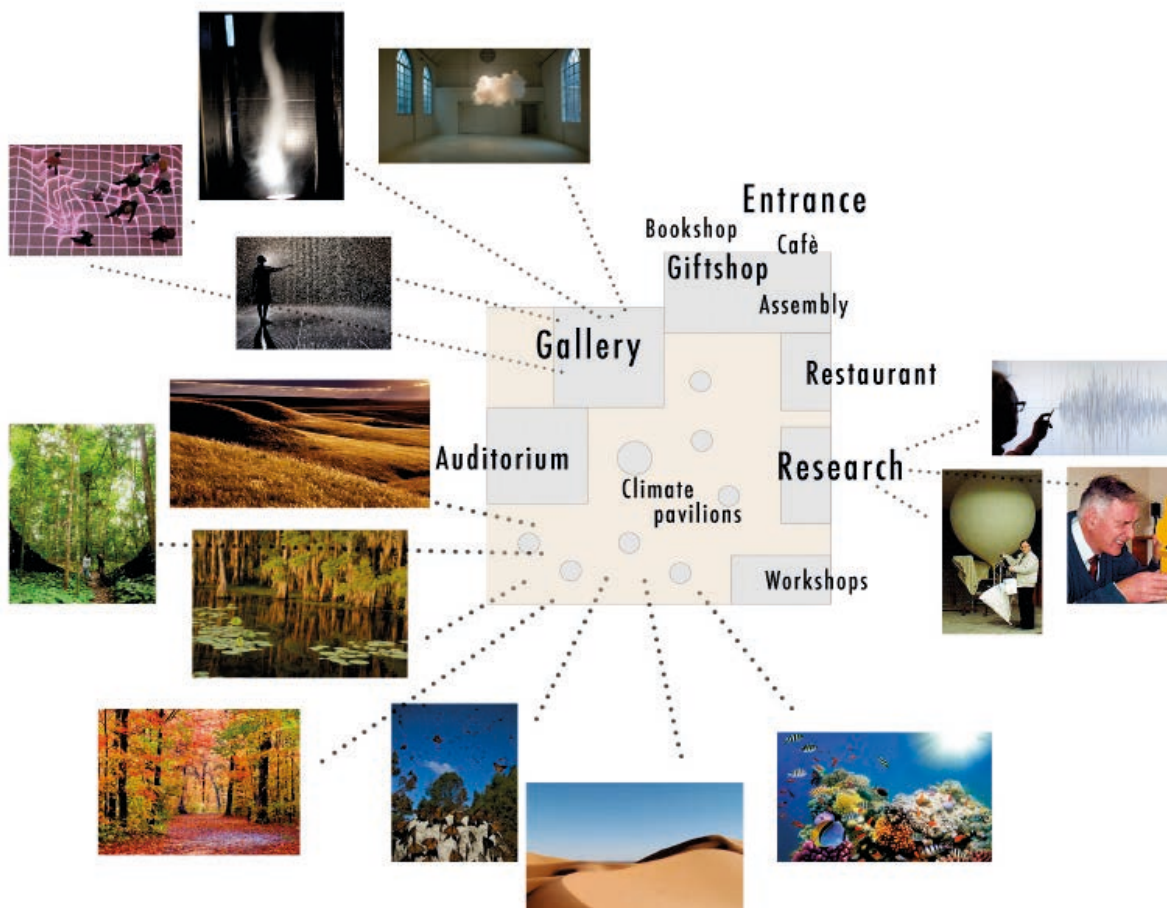 Entrance
Bookshop
Cafè
Giftshop
Assembly
Gallery
Restaurant
Auditorium
Research
Climate
pavilions
Workshops